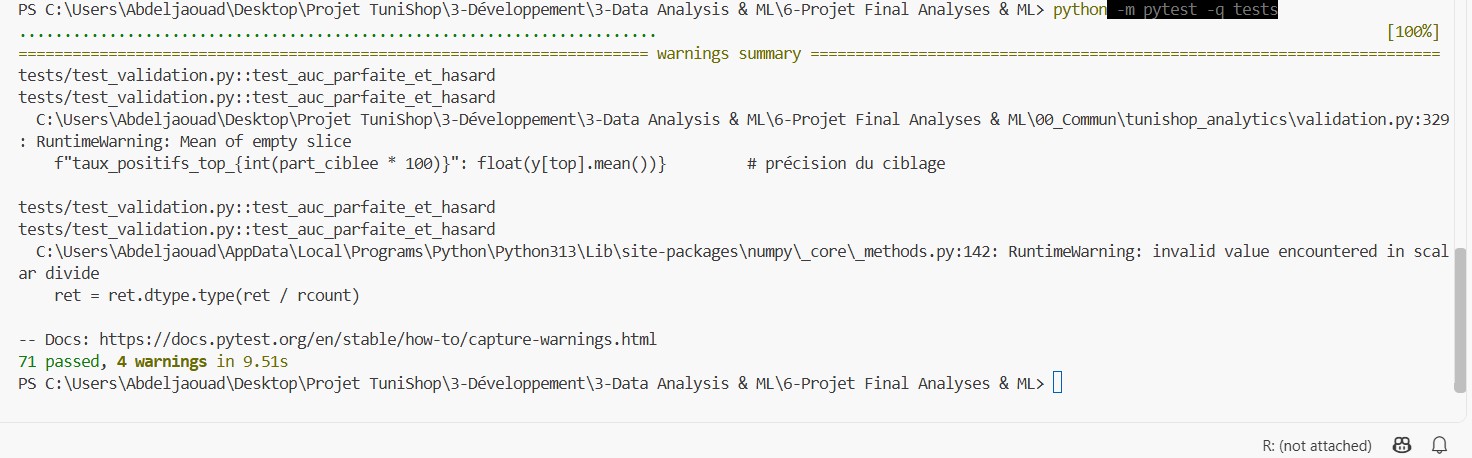 PS C:\Users\Abdeljaouad\Desktop\Projet TuniShop\3-Développement\3-Data Analysis & ML\6-Projet Final Analyses & ML> python -m pytest -q tests
....................................................................... [100%]
============================== warnings summary ==============================
tests/test_validation.py::test_auc_parfaite_et_hasard
tests/test_validation.py::test_auc_parfaite_et_hasard
  C:\Users\Abdeljaouad\Desktop\Projet TuniShop\3-Développement\3-Data Analysis & ML\6-Projet Final Analyses & ML\00_Commun\tunishop_analytics\validation.py:329
: RuntimeWarning: Mean of empty slice
    f"taux_positifs_top_{int(part_ciblee * 100)}": float(y[top].mean())}         # précision du ciblage

tests/test_validation.py::test_auc_parfaite_et_hasard
tests/test_validation.py::test_auc_parfaite_et_hasard
  C:\Users\Abdeljaouad\AppData\Local\Programs\Python\Python313\Lib\site-packages\numpy\_core\_methods.py:142: RuntimeWarning: invalid value encountered in scal
ar divide
    ret = ret.dtype.type(ret / rcount)

-- Docs: https://docs.pytest.org/en/stable/how-to/capture-warnings.html
71 passed, 4 warnings in 9.51s
PS C:\Users\Abdeljaouad\Desktop\Projet TuniShop\3-Développement\3-Data Analysis & ML\6-Projet Final Analyses & ML>
R: (not attached)